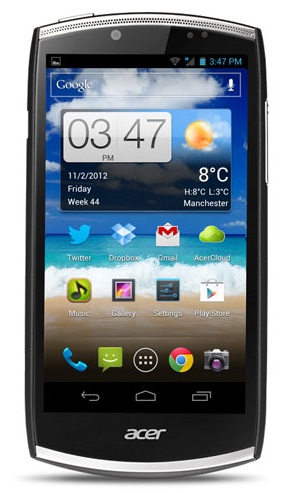 3:47 PM
Google
03 47
PM
11/2/2012
Friday
Week 44
8°C
H:8°C L:3°C
Manchester
Twitter Dropbox Gmail AcerCloud
Music Gallery Settings Play Store
acer